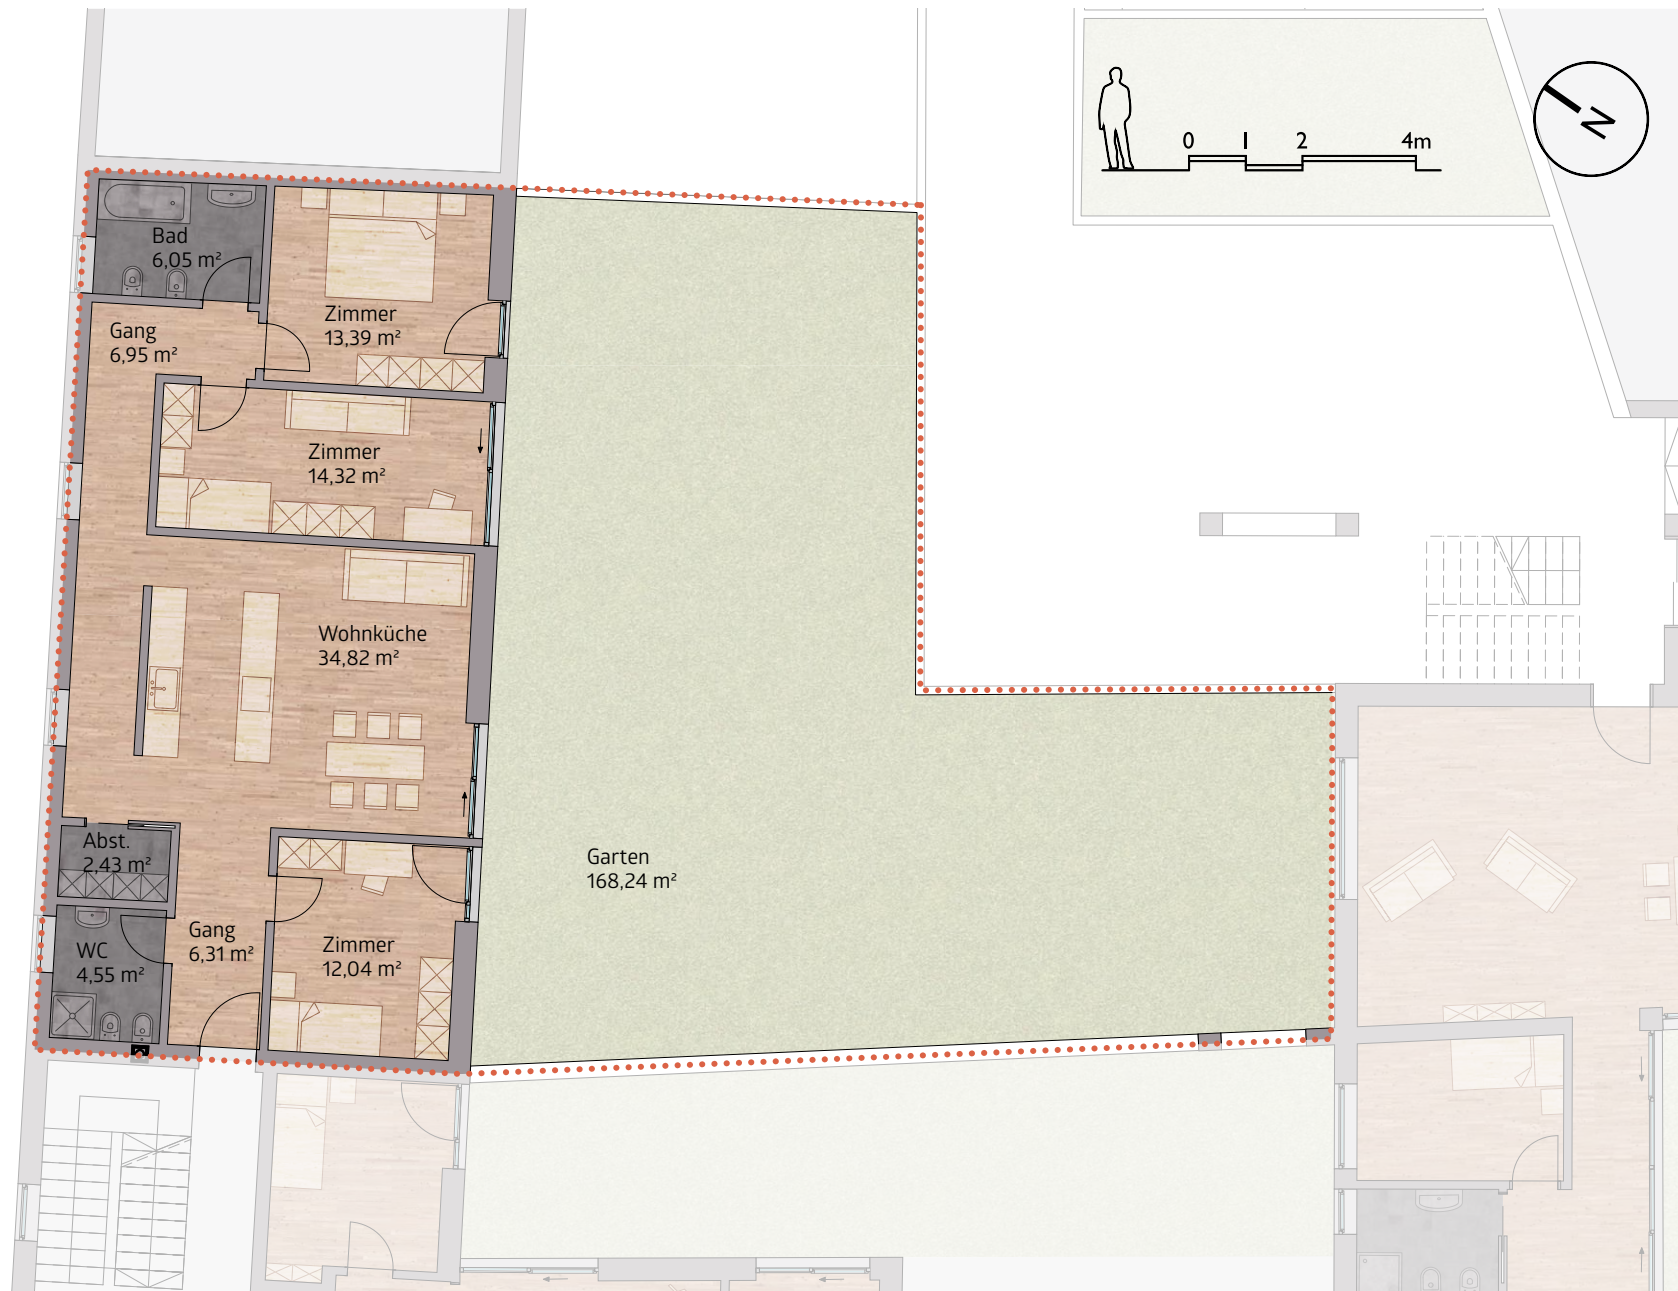 0 1 2 4m
N
Bad
6,05 m²
Zimmer
13,39 m²
Gang
6,95 m²
Zimmer
14,32 m²
Wohnküche
34,82 m²
Abst.
2,43 m²
Garten
168,24 m²
Gang
6,31 m²
WC
4,55 m²
Zimmer
12,04 m²